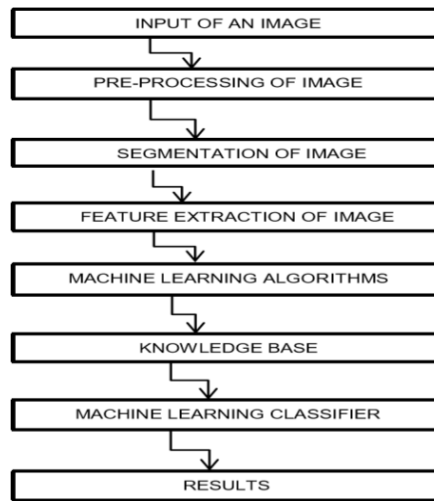 INPUT OF AN IMAGE
PRE-PROCESSING OF IMAGE
SEGMENTATION OF IMAGE
FEATURE EXTRACTION OF IMAGE
MACHINE LEARNING ALGORITHMS
KNOWLEDGE BASE
MACHINE LEARNING CLASSIFIER
RESULTS